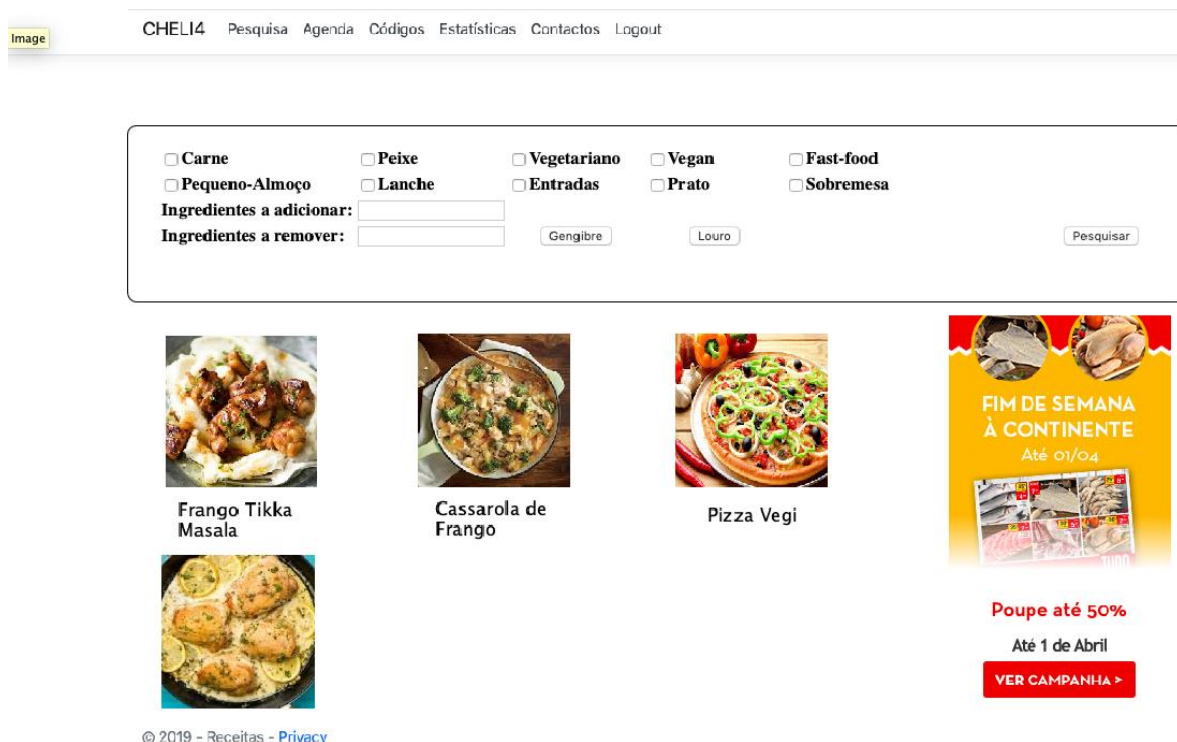 Image
CHELI4 Pesquisa Agenda Códigos Estatísticas Contactos Logout
Carne Peixe Vegetariano Vegan Fast-food
Pequeno-Almoço Lanche Entradas Prato Sobremesa
Ingredientes a adicionar:
Ingredientes a remover: Gengibre Louro Pesquisar
FIM DE SEMANA
À CONTINENTE
Até 01/04
Frango Tikka
Masala
Cassarola de
Frango
Pizza Vegi
Poupe até 50%
Até 1 de Abril
VER CAMPANHA >
© 2019 - Receitas - Privacy